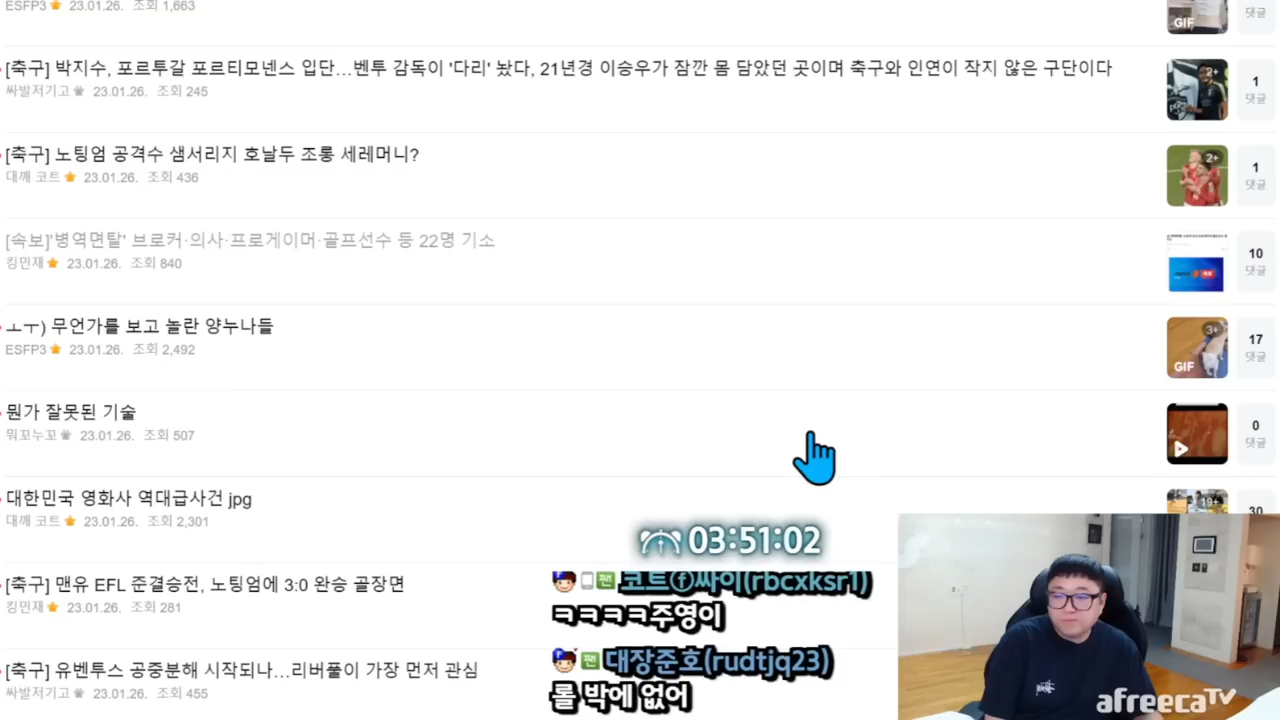 ESFP3 23.01.26. 조회 1,663
GIF
댓글
[축구] 박지수, 포르투갈 포르티모넨스 입단...벤투 감독이 '다리' 놨다, 21년경 이승우가 잠깐 몸 담았던 곳이며 축구와 인연이 작지 않은 구단이다
싸발저기고 23.01.26. 조회 245
2+
1
댓글
[축구] 노팅엄 공격수 샘서리지 호날두 조롱 세레머니?
대깨 코트 23.01.26. 조회 436
2+
1
댓글
[속보]'병역면탈' 브로커·의사·프로게이머·골프선수 등 22명 기소
킹민재 23.01.26. 조회 840
10
댓글
ㅗㅜ) 무언가를 보고 놀란 양누나들
ESFP3 23.01.26. 조회 2,492
3+
GIF
17
댓글
뭔가 잘못된 기술
뭐꼬누꼬 23.01.26. 조회 507
0
댓글
대한민국 영화사 역대급사건 jpg
대깨 코트 23.01.26. 조회 2,301
19+
30
03:51:02
[축구] 맨유 EFL 준결승전, 노팅엄에 3:0 완승 골장면
킹민재 23.01.26. 조회 281
팬 코트ⓕ싸이(rbcxksr1)
ㅋㅋㅋㅋ주영이
[축구] 유벤투스 공중분해 시작되나...리버풀이 가장 먼저 관심
싸발저기고 23.01.26. 조회 455
팬 대장준호(rudtjq23)
롤 박에 없어
afreecaTV